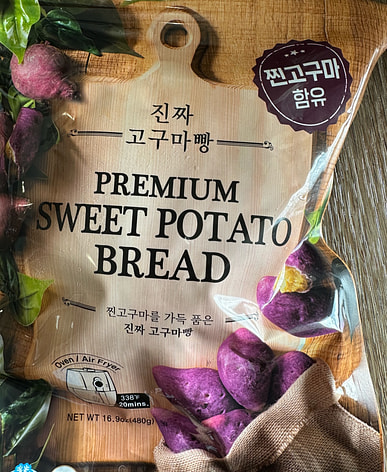 찐고구마
함유
진짜
고구마빵
PREMIUM
SWEET POTATO
BREAD
찐고구마를 가득 품은
진짜 고구마빵
Oven / Air Fryer
338°F
20mins.
NET WT 16.9oz(480g)